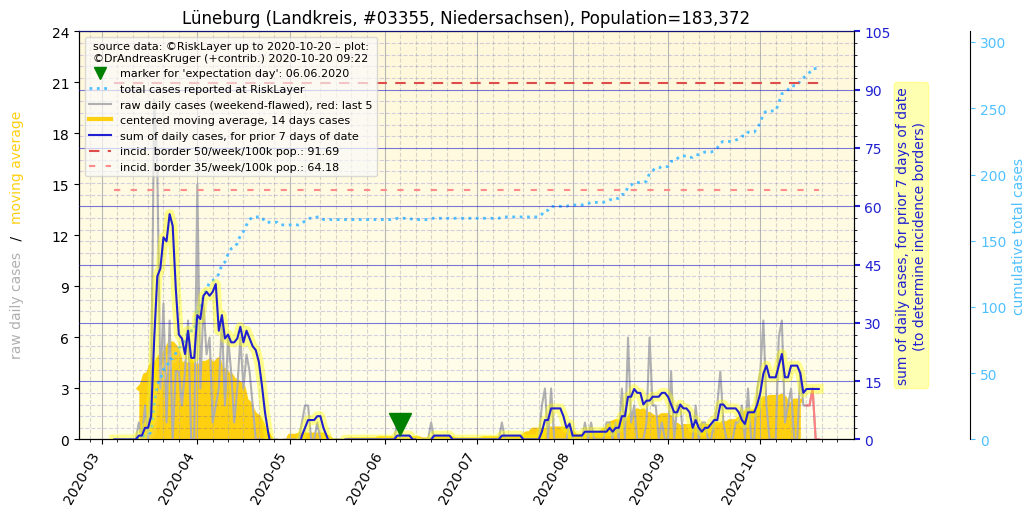 Lüneburg (Landkreis, #03355, Niedersachsen), Population=183,372
source data: ©RiskLayer up to 2020-10-20 – plot:
©DrAndreasKruger (+contrib.) 2020-10-20 09:22
marker for 'expectation day': 06.06.2020
total cases reported at RiskLayer
raw daily cases (weekend-flawed), red: last 5
centered moving average, 14 days cases
sum of daily cases, for prior 7 days of date
incid. border 50/week/100k pop.: 91.69
incid. border 35/week/100k pop.: 64.18
raw daily cases / moving average
24
21
18
15
12
9
6
3
0
2020-03
2020-04
2020-05
2020-06
2020-07
2020-08
2020-09
2020-10
105
90
75
60
45
30
15
0
sum of daily cases, for prior 7 days of date
(to determine incidence borders)
300
250
200
150
100
50
0
cumulative total cases